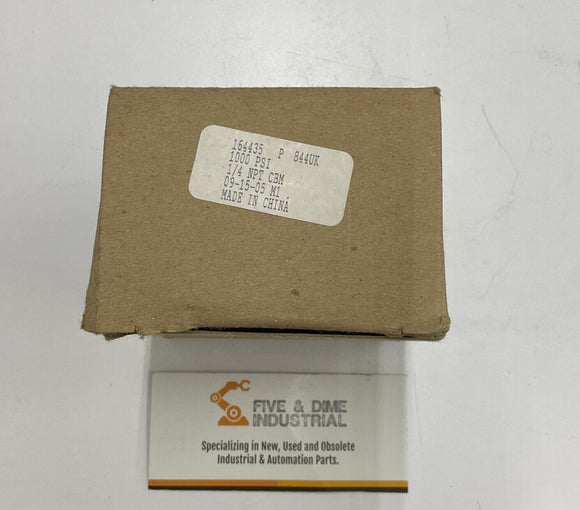 164435 P 844UK
1000 PSI
1/4 NPT CBM
09-15-05 M1
MADE IN CHINA
FIVE & DIME
INDUSTRIAL
Specializing in New, Used and Obsolete
Industrial & Automation Parts.